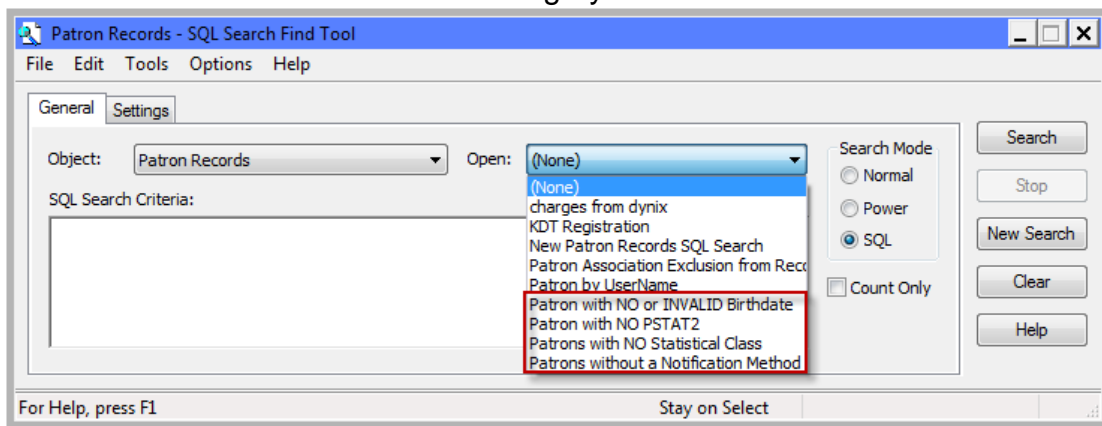 Patron Records - SQL Search Find Tool
File Edit Tools Options Help
General Settings
Object: Patron Records Open: (None)
SQL Search Criteria:
(None)
charges from dynix
KDT Registration
New Patron Records SQL Search
Patron Association Exclusion from
Patron by UserName
Patron with NO or INVALID Birthdate
Patron with NO PSTAT2
Patrons with NO Statistical Class
Patrons without a Notification Method
Search Mode
Normal
Power
SQL
Count Only
Search
Stop
New Search
Clear
Help
For Help, press F1 Stay on Select